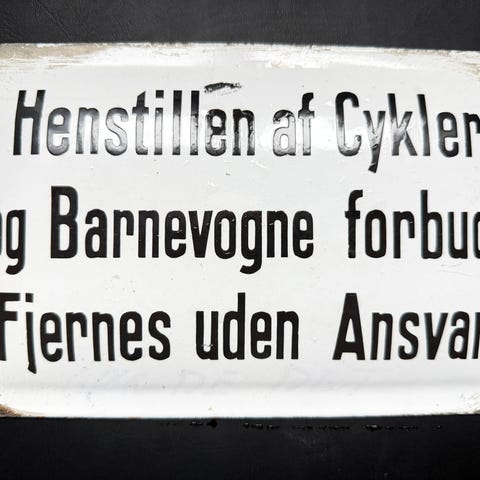 Henstillen af Cykler
og Barnevogne forbud
Fjernes uden Ansvar